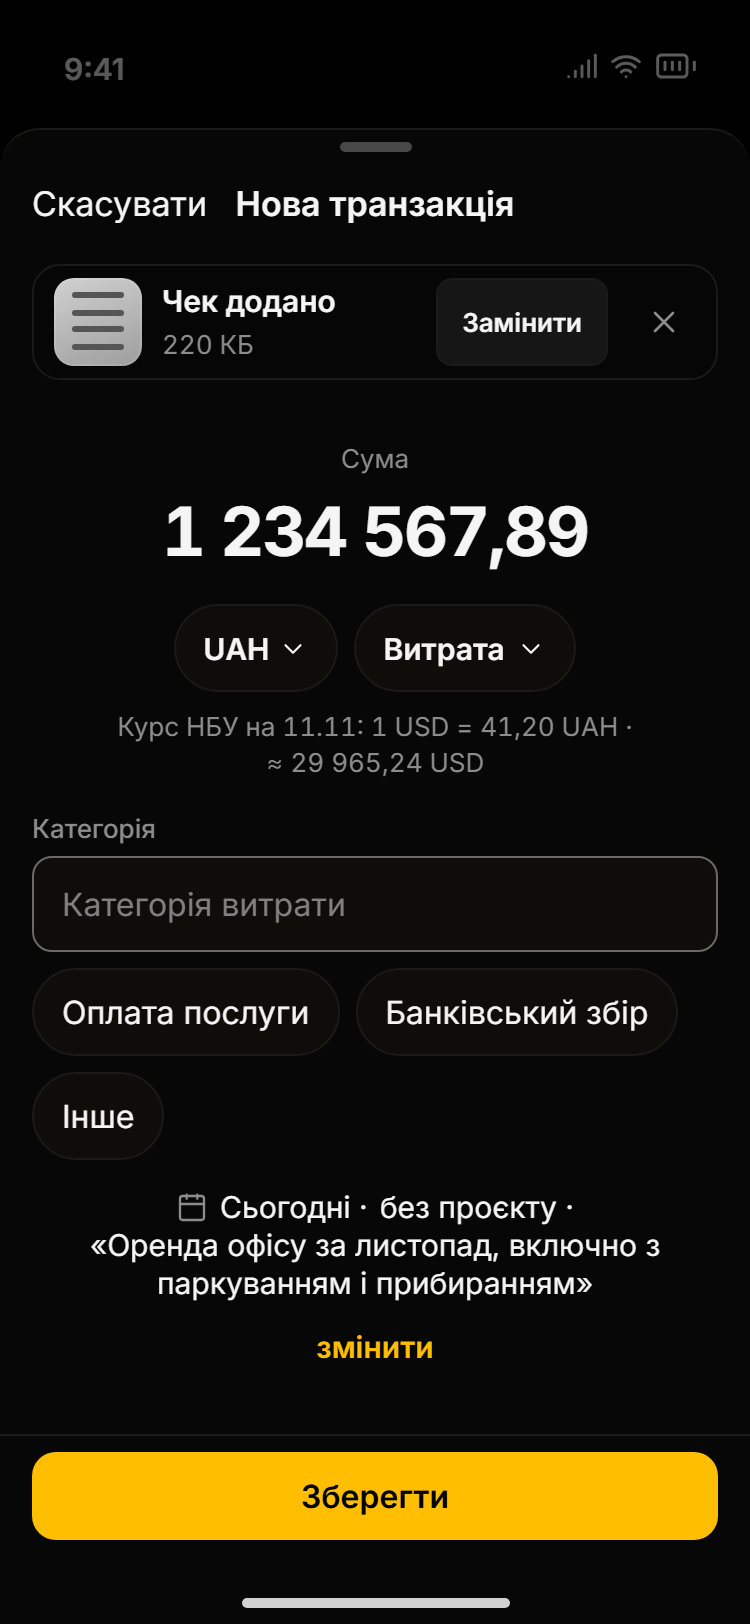 9:41
Скасувати Нова транзакція
Чек додано
220 КБ
Замінити
Сума
1 234 567,89
UAH
Витрата
Курс НБУ на 11.11: 1 USD = 41,20 UAH ·
≈ 29 965,24 USD
Категорія
Категорія витрати
Оплата послуги
Банківський збір
Інше
Сьогодні · без проєкту ·
«Оренда офісу за листопад, включно з
паркуванням і прибиранням»
змінити
Зберегти